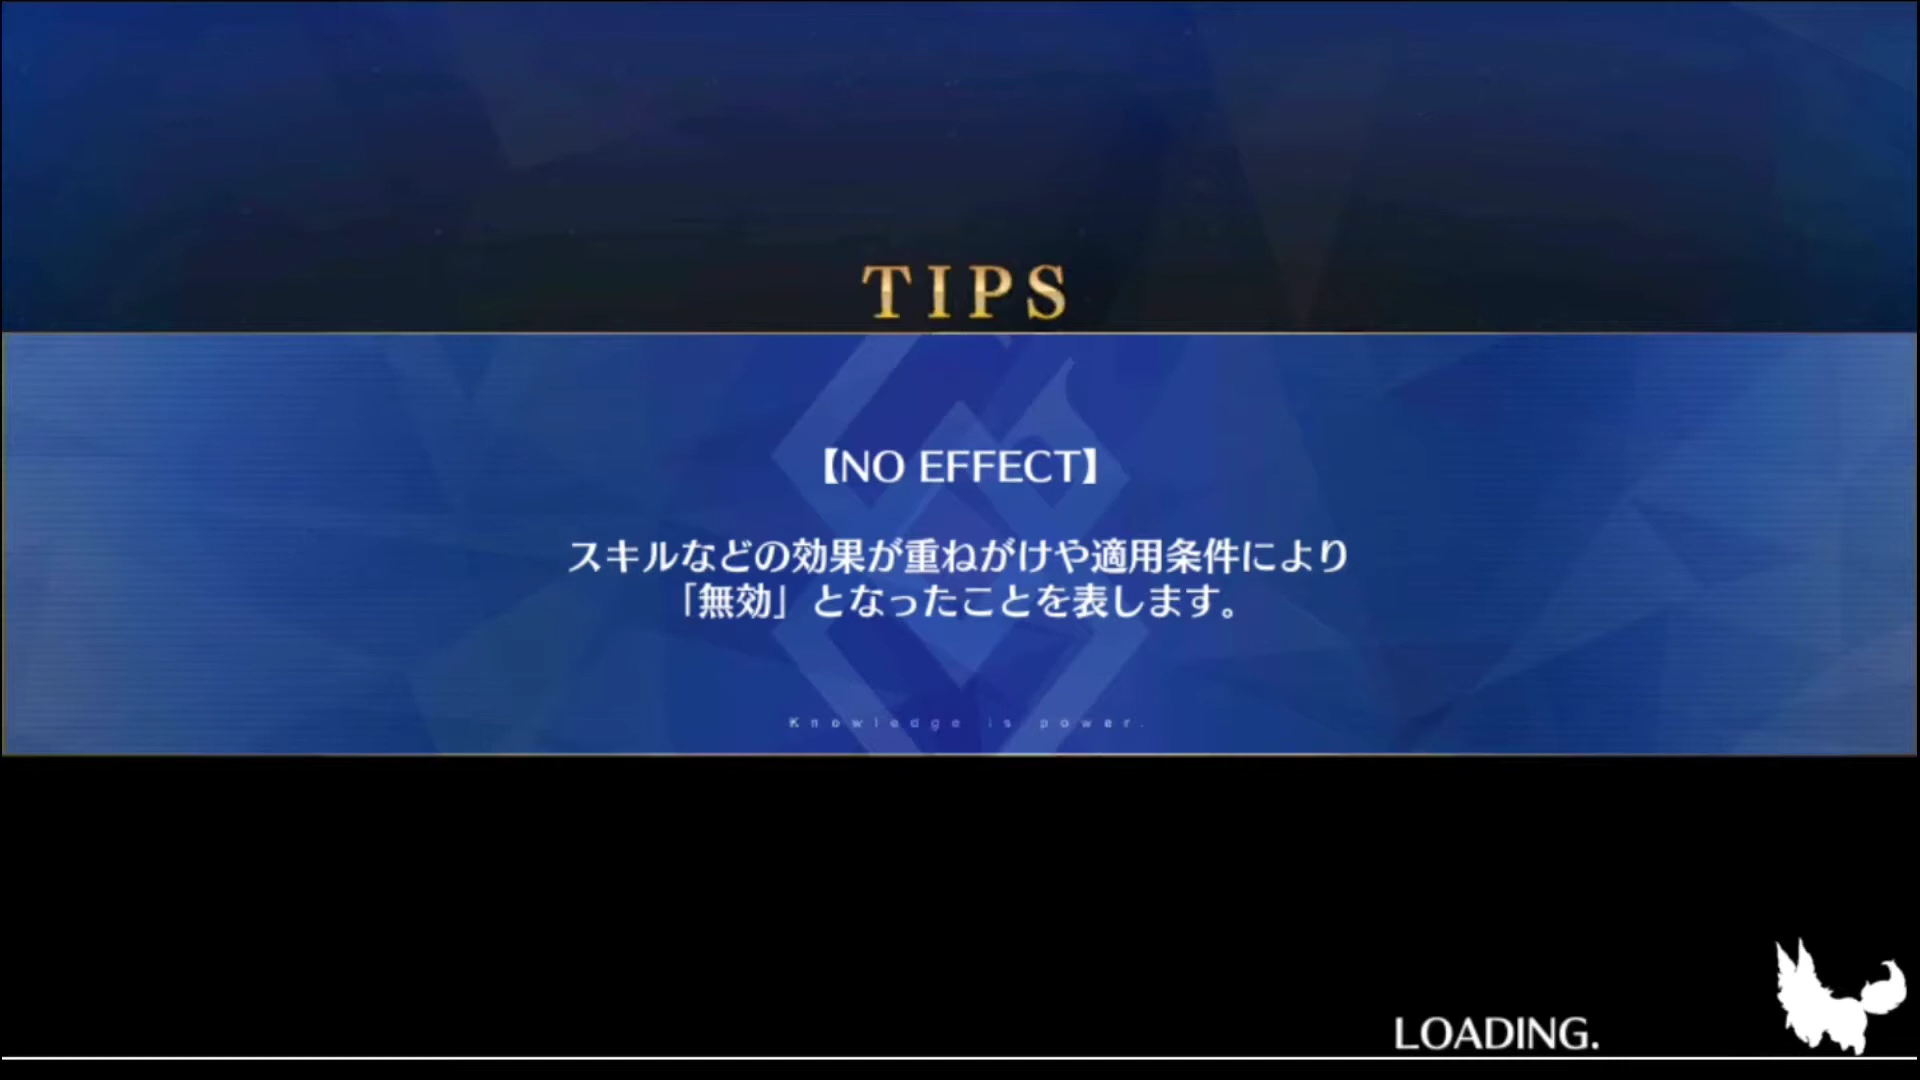 TIPS
【NO EFFECT】
スキルなどの効果が重ねがけや適用条件により
「無効」となったことを表します。
Knowledge is power.
LOADING.